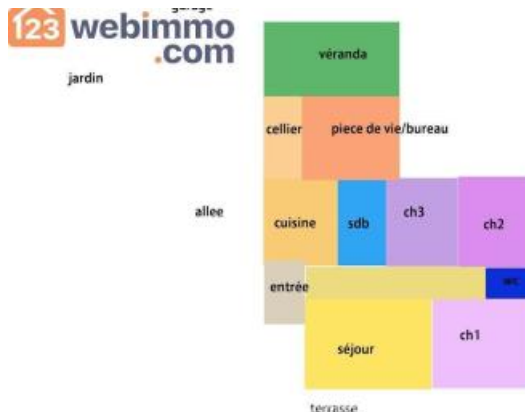 garage
123 webimmo
.com
jardin
véranda
cellier
piece de vie/bureau
allee
cuisine
sdb
ch3
ch2
entrée
wc
séjour
ch1
terrasse